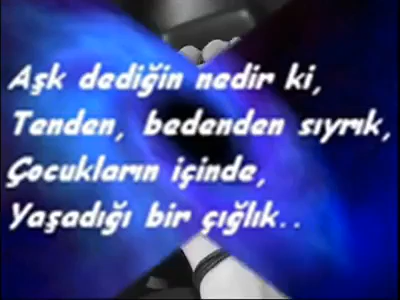 Aşk dediğin nedir ki,
Tenden, bedenden sıyrık,
Çocukların içinde,
Yaşadığı bir çığlık..